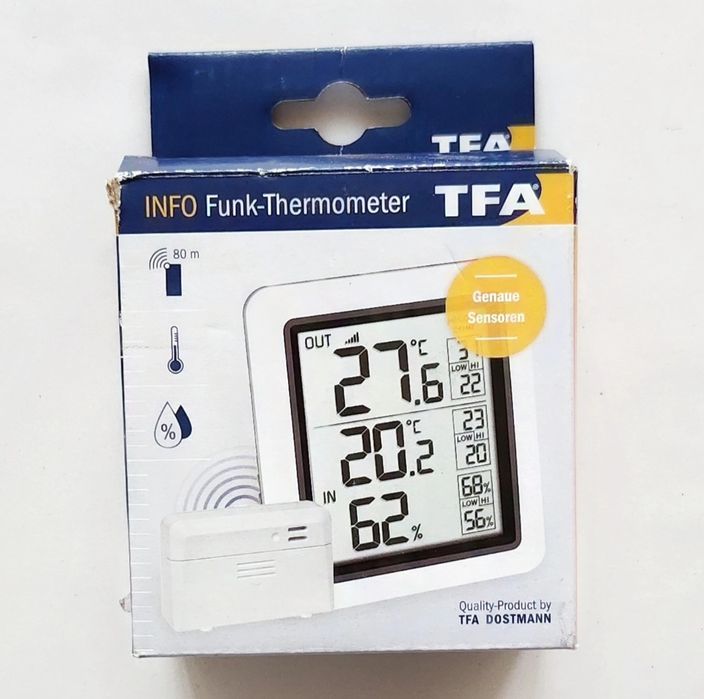 TFA
INFO Funk-Thermometer TFA®
80 m
Genaue
Sensoren
OUT
27.6 °C
LOW HI
22
20.2 °C
23
LOW HI
20
IN
62 %
68%
LOW HI
56%
%
Quality-Product by
TFA DOSTMANN